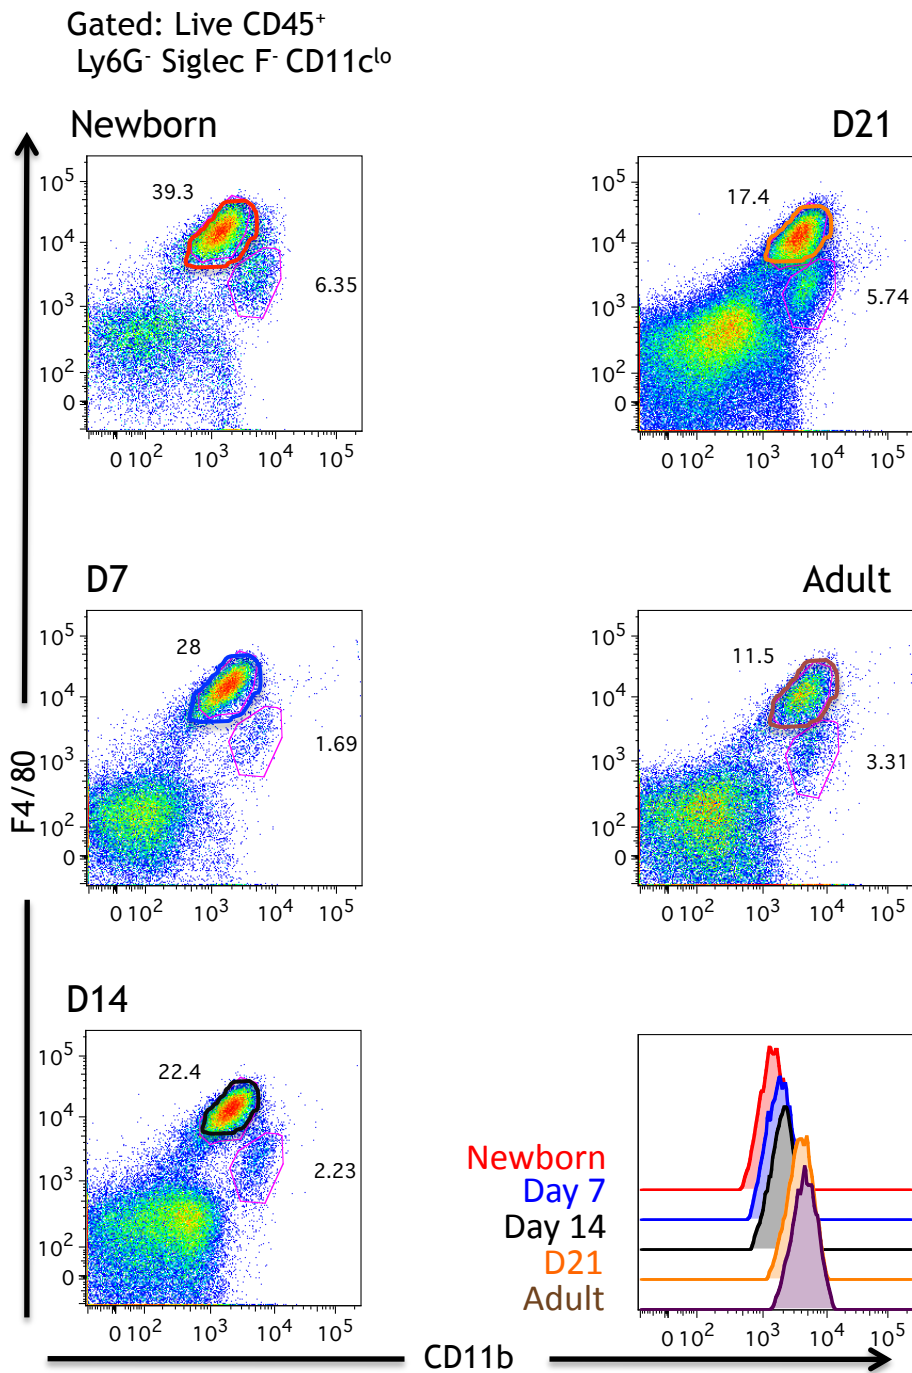 Gated: Live CD45⁺
Ly6G⁻ Siglec F⁻ CD11cˡᵒ
Newborn
D21
10⁵
10⁴
10³
10²
0
39.3
6.35
0 10² 10³ 10⁴ 10⁵
10⁵
10⁴
10³
10²
0
17.4
5.74
0 10² 10³ 10⁴ 10⁵
D7
Adult
10⁵
10⁴
10³
10²
0
28
1.69
0 10² 10³ 10⁴ 10⁵
10⁵
10⁴
10³
10²
0
11.5
3.31
0 10² 10³ 10⁴ 10⁵
F4/80
D14
10⁵
10⁴
10³
10²
0
22.4
2.23
0 10² 10³ 10⁴ 10⁵
Newborn
Day 7
Day 14
D21
Adult
0 10² 10³ 10⁴ 10⁵
CD11b